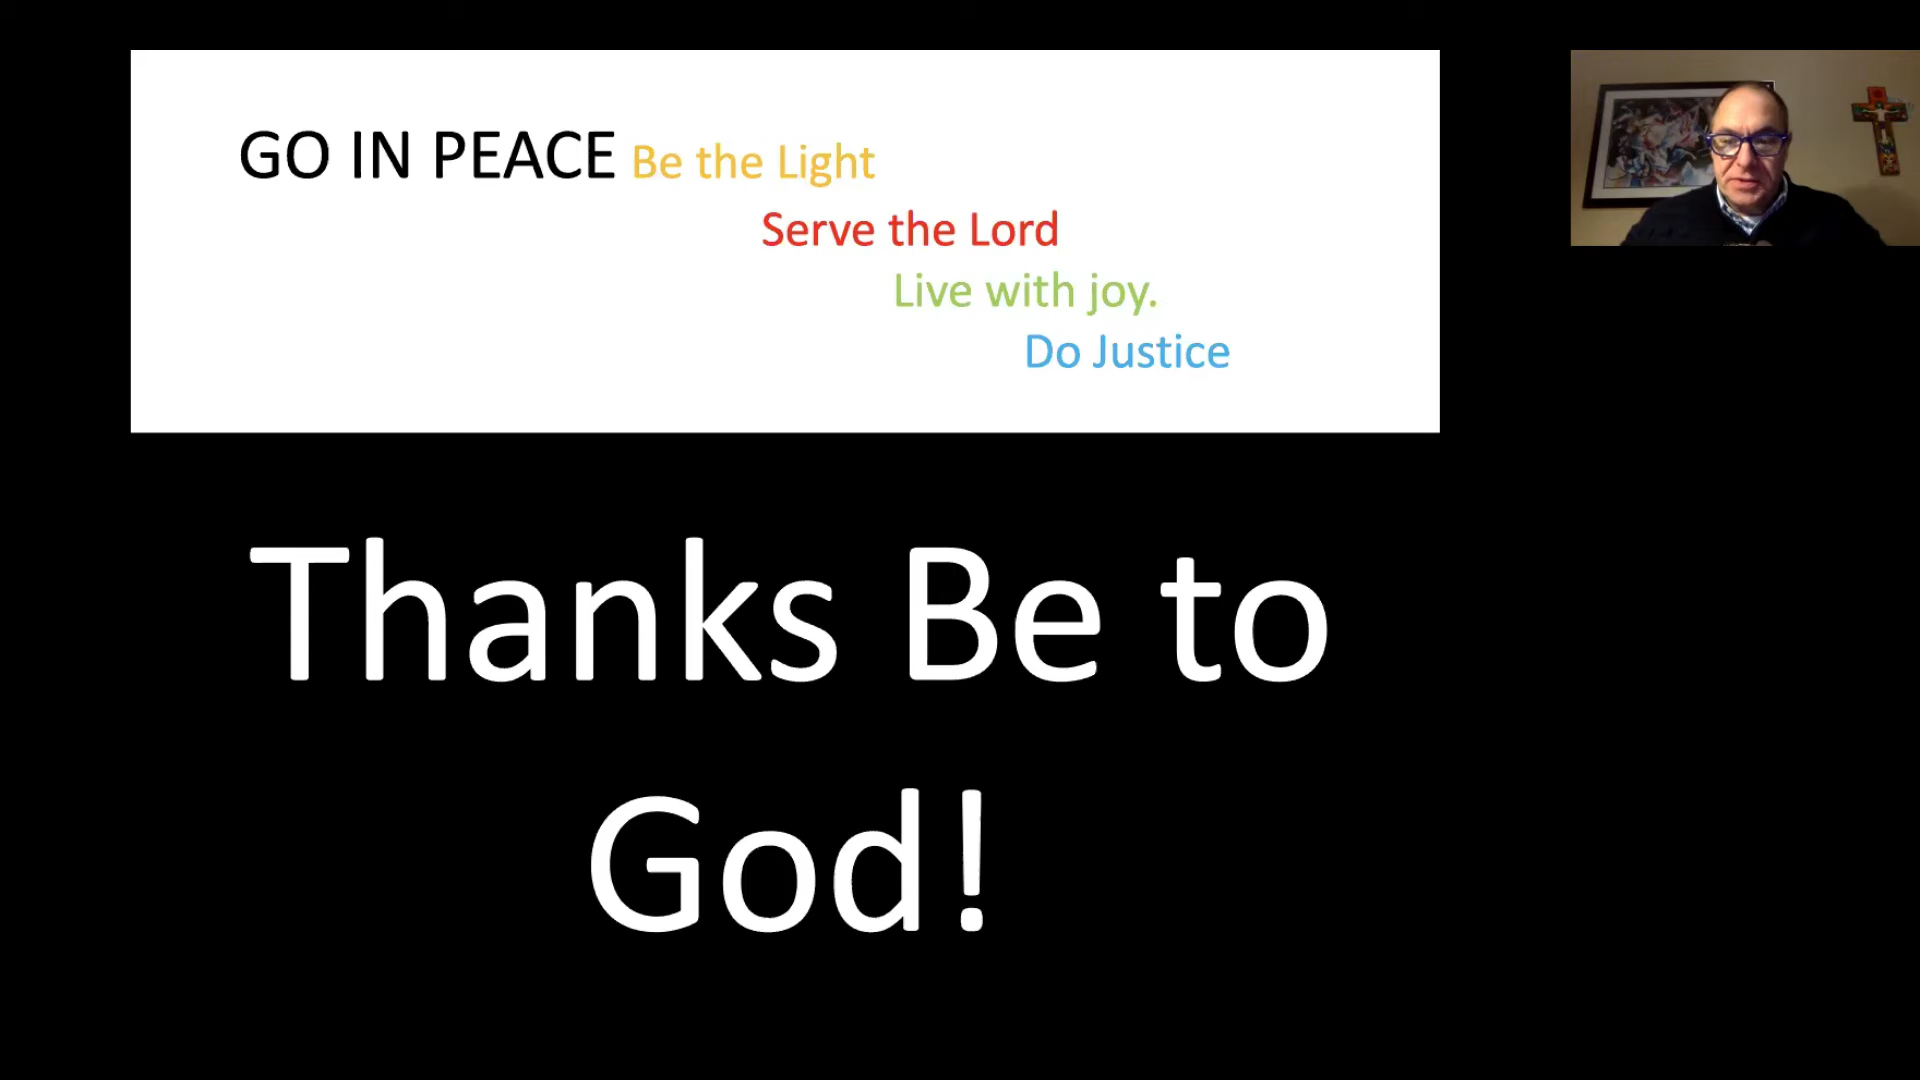 GO IN PEACE Be the Light
Serve the Lord
Live with joy.
Do Justice
Thanks Be to
God!